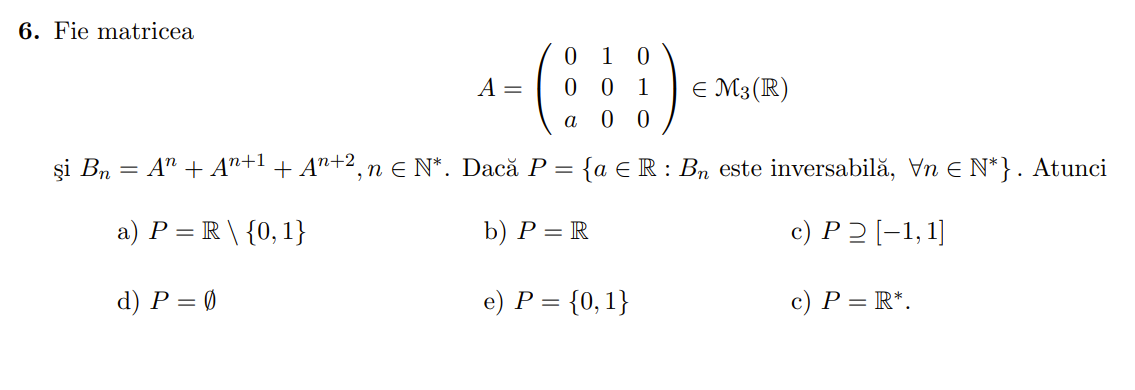 6. Fie matricea
A = ( 0 1 0
0 0 1
a 0 0 ) ∈ M₃(ℝ)
şi Bₙ = Aⁿ + Aⁿ⁺¹ + Aⁿ⁺², n ∈ ℕ*. Dacă P = {a ∈ ℝ : Bₙ este inversabilă, ∀n ∈ ℕ*} . Atunci
a) P = ℝ \ {0, 1} b) P = ℝ c) P ⊇ [−1, 1]
d) P = ∅ e) P = {0, 1} c) P = ℝ*.